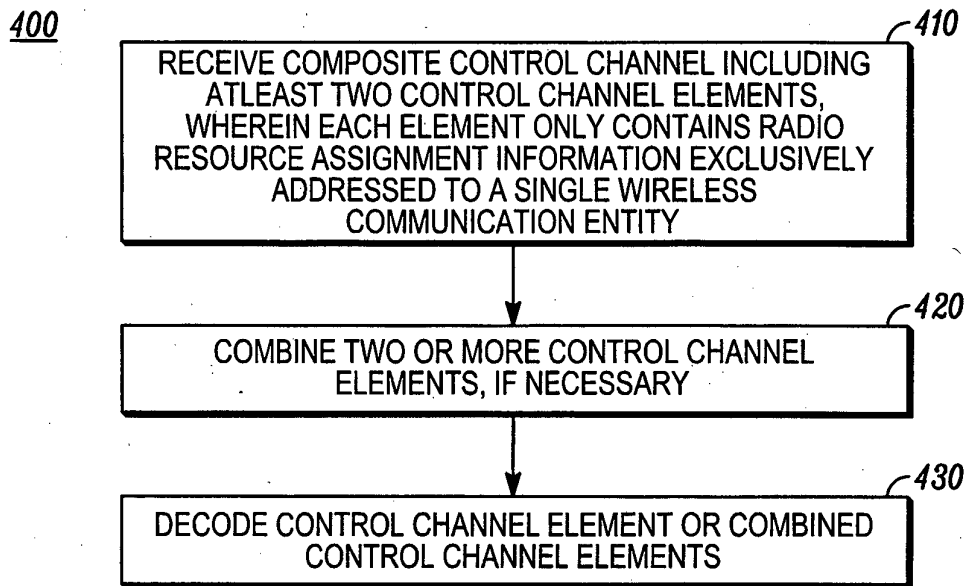 400
410
RECEIVE COMPOSITE CONTROL CHANNEL INCLUDING
ATLEAST TWO CONTROL CHANNEL ELEMENTS,
WHEREIN EACH ELEMENT ONLY CONTAINS RADIO
RESOURCE ASSIGNMENT INFORMATION EXCLUSIVELY
ADDRESSED TO A SINGLE WIRELESS
COMMUNICATION ENTITY
420
COMBINE TWO OR MORE CONTROL CHANNEL
ELEMENTS, IF NECESSARY
430
DECODE CONTROL CHANNEL ELEMENT OR COMBINED
CONTROL CHANNEL ELEMENTS